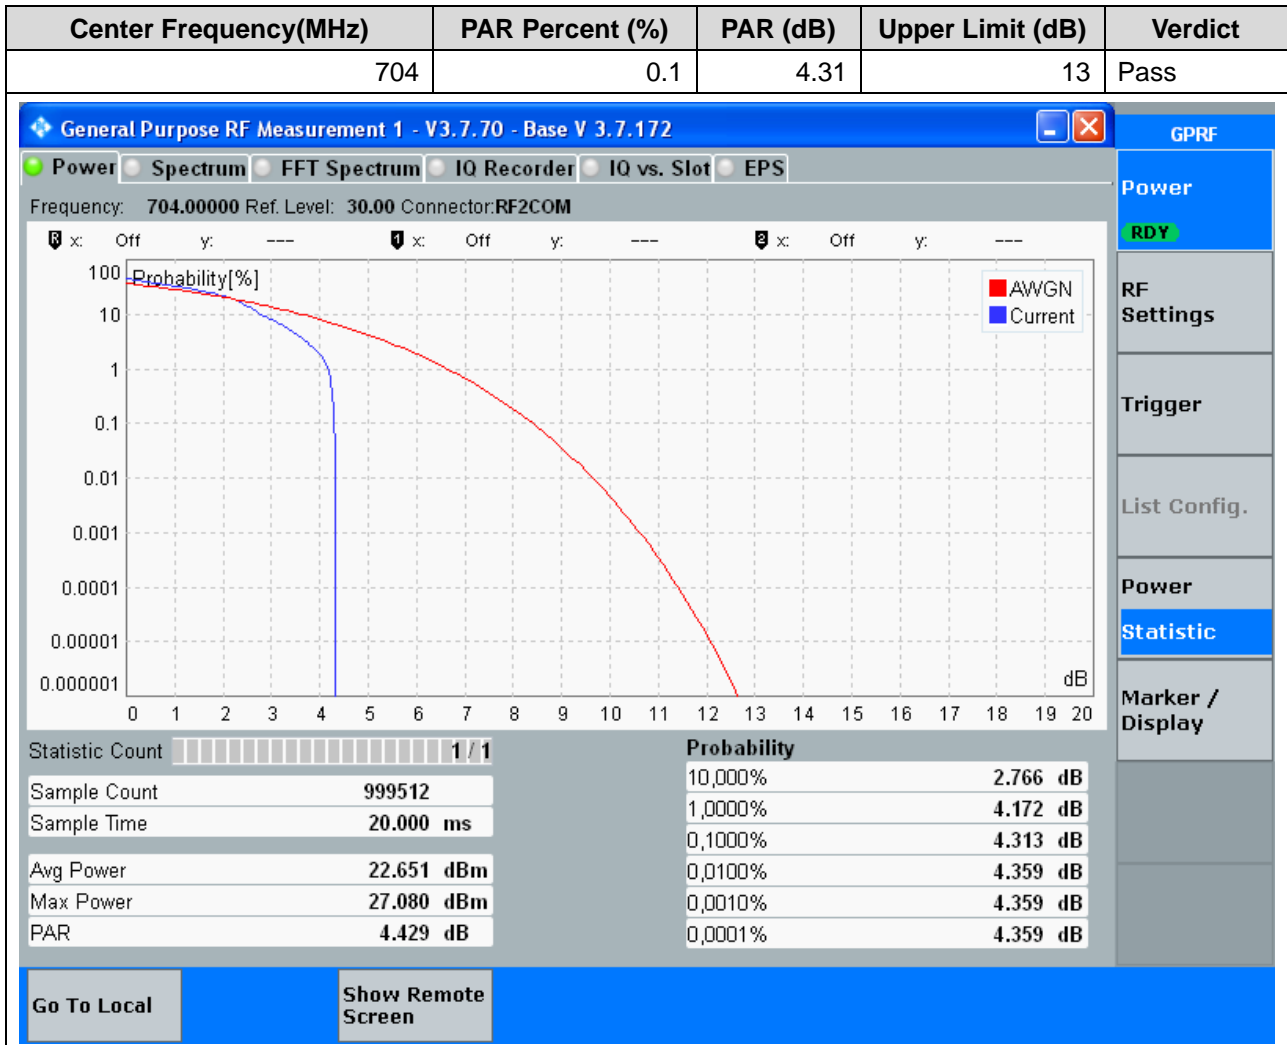 Center Frequency(MHz) PAR Percent (%) PAR (dB) Upper Limit (dB) Verdict
704 0.1 4.31 13 Pass
General Purpose RF Measurement 1 - V3.7.70 - Base V 3.7.172
GPRF
Power Spectrum FFT Spectrum IQ Recorder IQ vs. Slot EPS
Power
RDY
Frequency: 704.00000 Ref. Level: 30.00 Connector:RF2COM
R x: Off y: --- 1 x: Off y: --- 2 x: Off y: ---
Probability[%]
AWGN
Current
100
10
1
0.1
0.01
0.001
0.0001
0.00001
0.000001
dB
0 1 2 3 4 5 6 7 8 9 10 11 12 13 14 15 16 17 18 19 20
RF
Settings
Trigger
List Config.
Power
Statistic
Marker /
Display
Statistic Count 1 / 1
Sample Count 999512
Sample Time 20.000 ms
Avg Power 22.651 dBm
Max Power 27.080 dBm
PAR 4.429 dB
Probability
10,000% 2.766 dB
1,0000% 4.172 dB
0,1000% 4.313 dB
0,0100% 4.359 dB
0,0010% 4.359 dB
0,0001% 4.359 dB
Go To Local
Show Remote
Screen